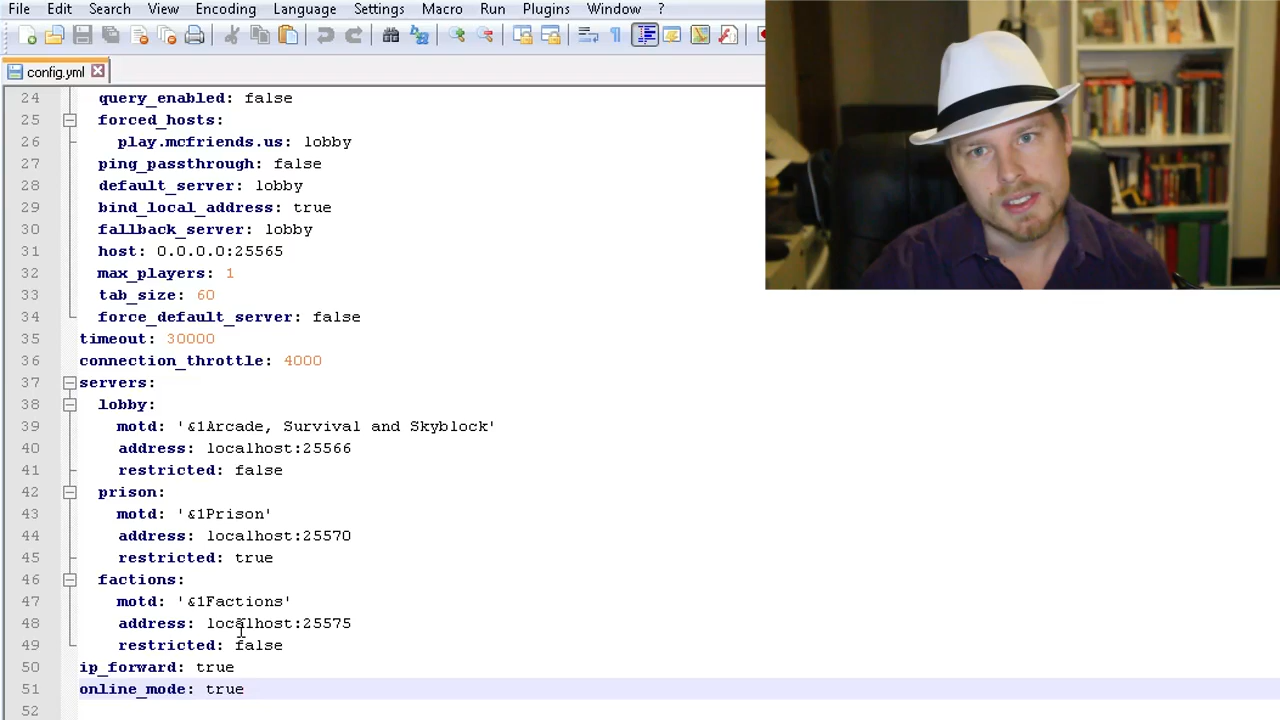 File Edit Search View Encoding Language Settings Macro Run Plugins Window ?
config.yml
24 query_enabled: false
25 forced_hosts:
26 play.mcfriends.us: lobby
27 ping_passthrough: false
28 default_server: lobby
29 bind_local_address: true
30 fallback_server: lobby
31 host: 0.0.0.0:25565
32 max_players: 1
33 tab_size: 60
34 force_default_server: false
35 timeout: 30000
36 connection_throttle: 4000
37 servers:
38 lobby:
39 motd: '&1Arcade, Survival and Skyblock'
40 address: localhost:25566
41 restricted: false
42 prison:
43 motd: '&1Prison'
44 address: localhost:25570
45 restricted: true
46 factions:
47 motd: '&1Factions'
48 address: localhost:25575
49 restricted: false
50 ip_forward: true
51 online_mode: true
52